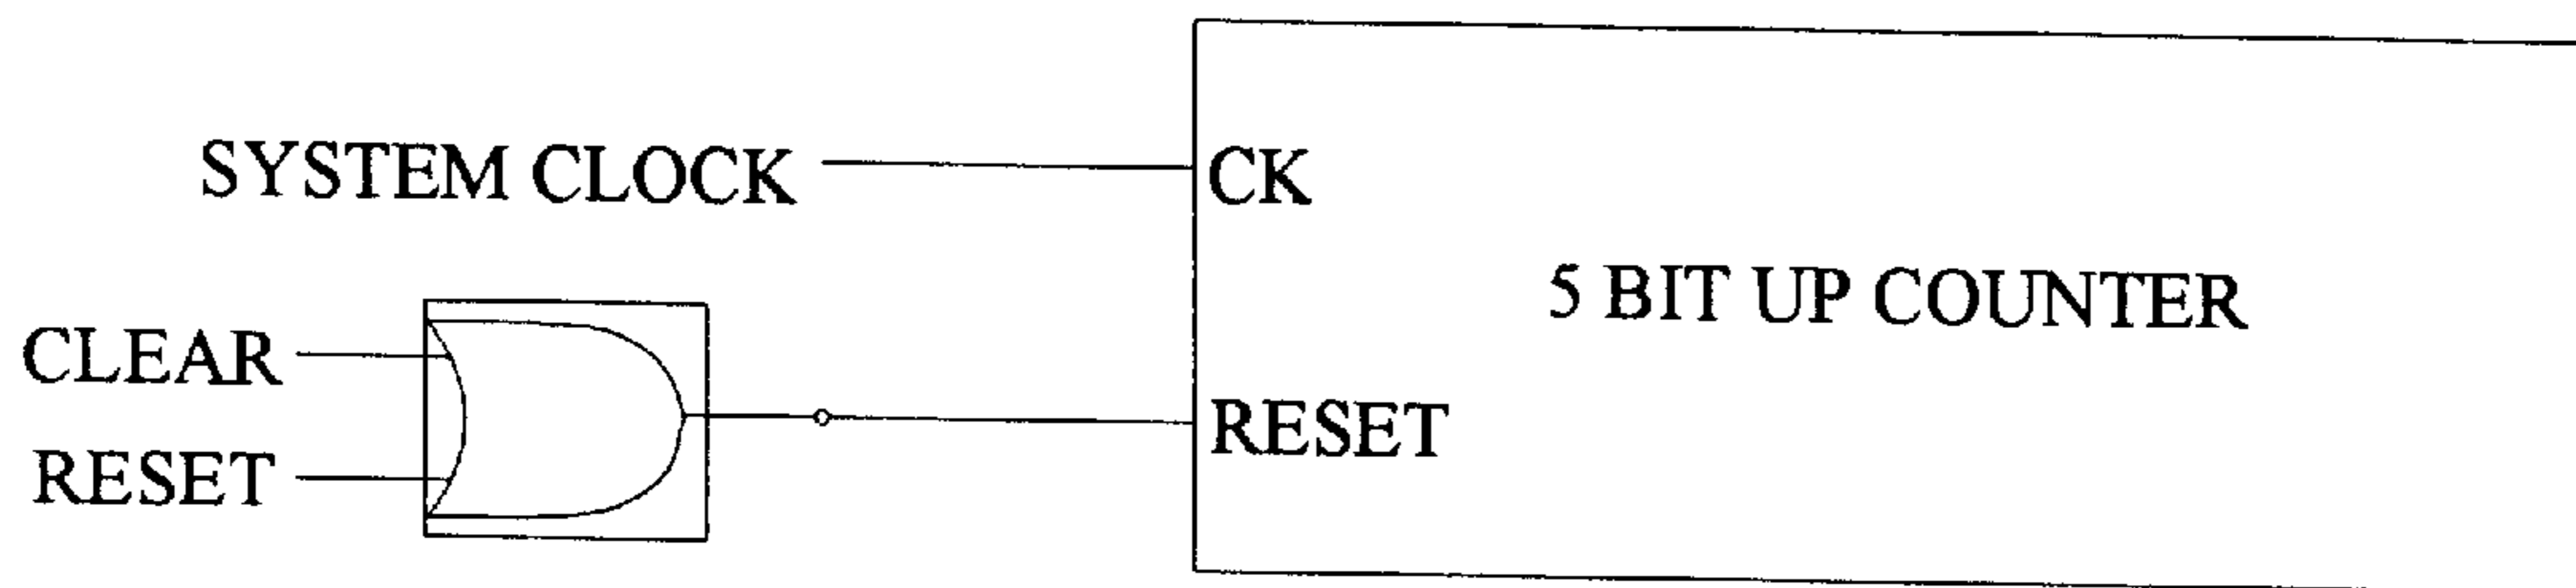 SYSTEM CLOCK
CK
5 BIT UP COUNTER
CLEAR
RESET
RESET